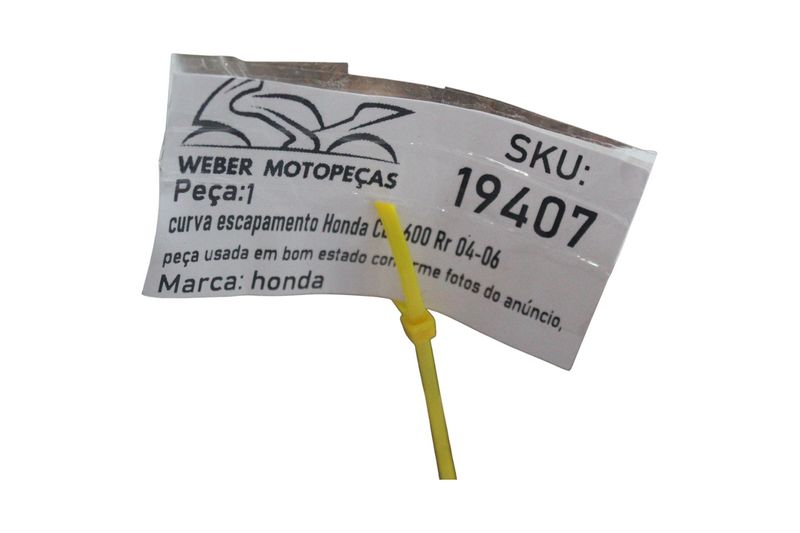 SKU:
19407
WEBER MOTOPEÇAS
Peça:1
curva escapamento Honda 600 Rr 04-06
peça usada em bom estado conforme fotos do anúncio,
Marca: honda